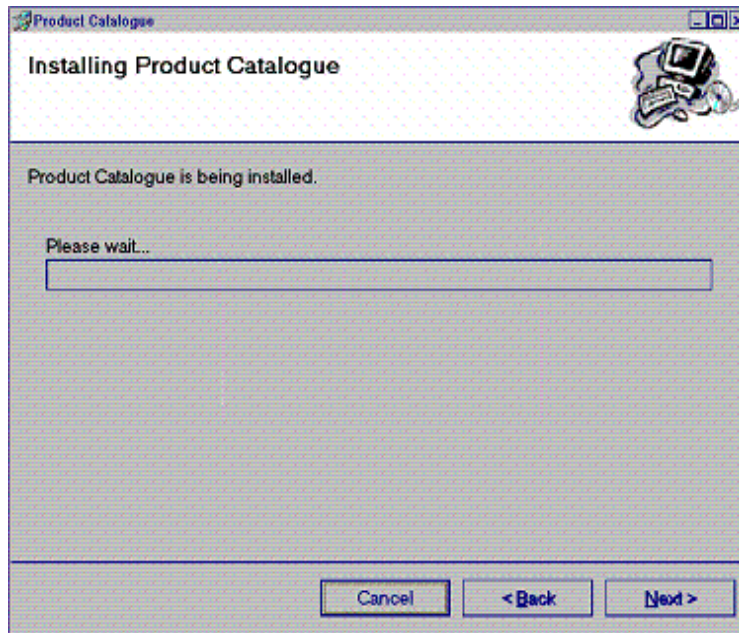 Product Catalogue
Installing Product Catalogue
Product Catalogue is being installed.
Please wait...
Cancel
< Back
Next >